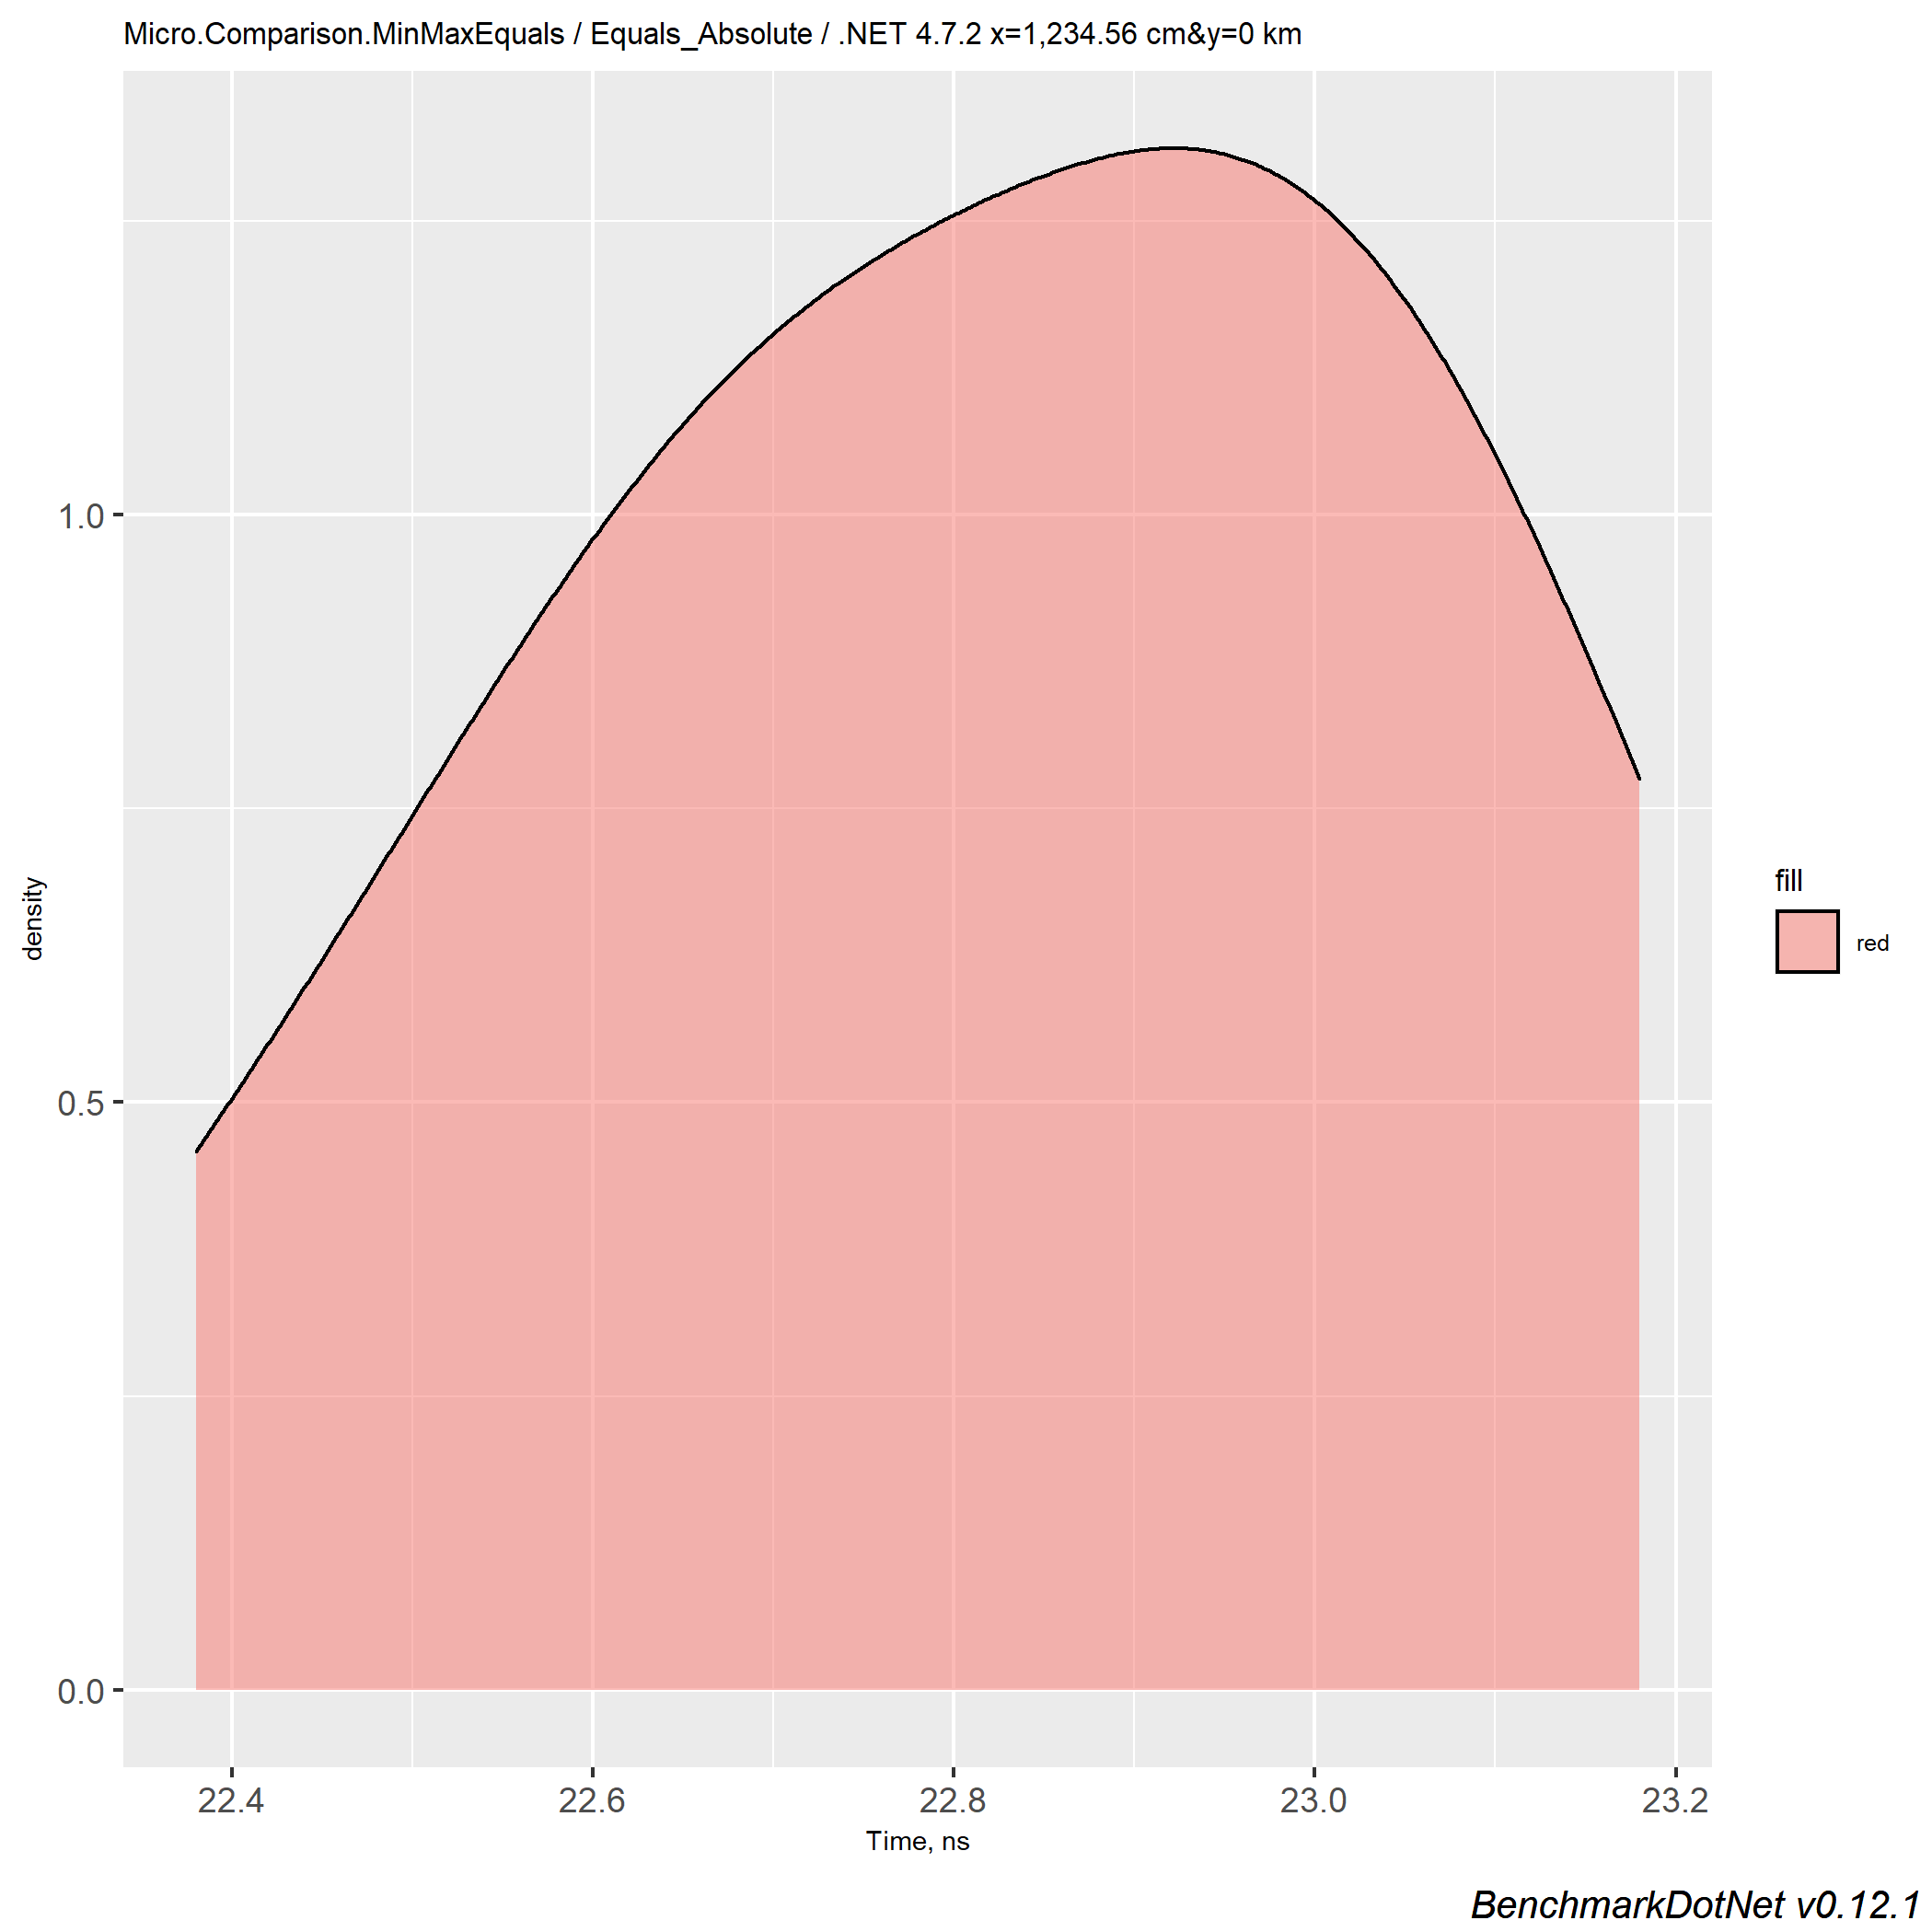 Micro.Comparison.MinMaxEquals / Equals_Absolute / .NET 4.7.2 x=1,234.56 cm&y=0 km
density
1.0
0.5
0.0
22.4 22.6 22.8 23.0 23.2
Time, ns
fill
red
BenchmarkDotNet v0.12.1